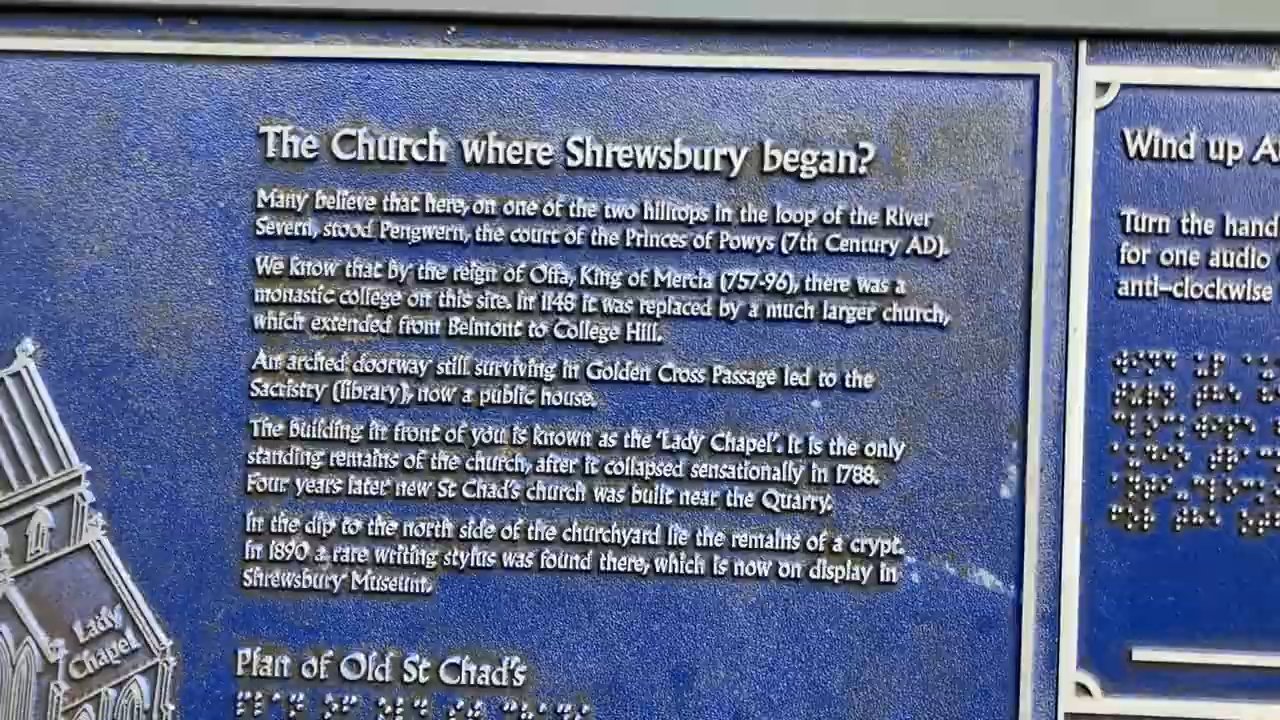 The Church where Shrewsbury began?
Many believe that here, on one of the two hilltops in the loop of the River
Severn, stood Pengwern, the court of the Princes of Powys (7th Century AD).
We know that by the reign of Offa, King of Mercia (757-96), there was a
monastic college on this site. In 1148 it was replaced by a much larger church,
which extended from Belmont to College Hill.
An arched doorway still surviving in Golden Cross Passage led to the
Sacristry (library), now a public house.
The building in front of you is known as the 'Lady Chapel'. It is the only
standing remains of the church, after it collapsed sensationally in 1788.
Four years later new St Chad's church was built near the Quarry.
In the dip to the north side of the churchyard lie the remains of a crypt.
In 1890 a rare writing stylus was found there, which is now on display in
Shrewsbury Museum.
Lady
Chapel
Plan of Old St Chad's
Wind up A
Turn the hand
for one audio
anti-clockwise